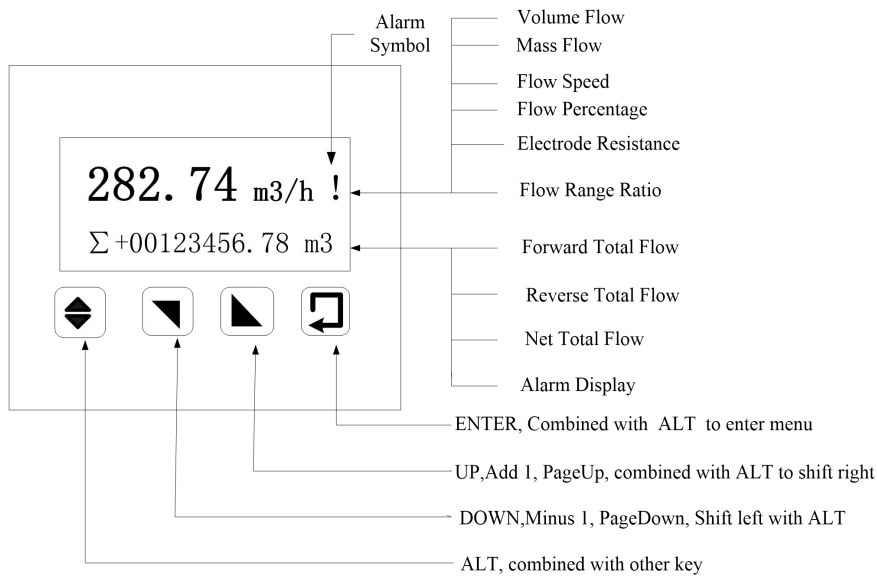 Alarm
Symbol
Volume Flow
Mass Flow
Flow Speed
Flow Percentage
Electrode Resistance
Flow Range Ratio
282.74 m3/h !
∑+00123456.78 m3
Forward Total Flow
Reverse Total Flow
Net Total Flow
Alarm Display
ENTER, Combined with ALT to enter menu
UP,Add 1, PageUp, combined with ALT to shift right
DOWN,Minus 1, PageDown, Shift left with ALT
ALT, combined with other key